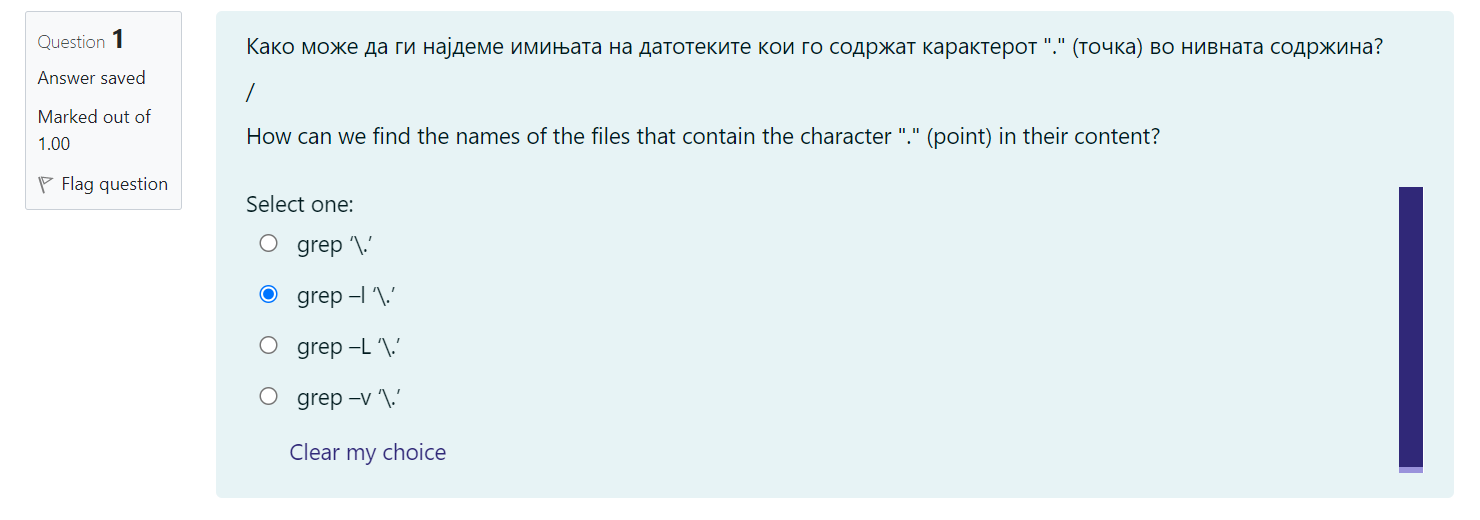 Question 1
Answer saved
Marked out of
1.00
Flag question
Како може да ги најдеме имињата на датотеките кои го содржат карактерот "." (точка) во нивната содржина?
/
How can we find the names of the files that contain the character "." (point) in their content?
Select one:
grep ‘\.’
grep –l ‘\.’
grep –L ‘\.’
grep –v ‘\.’
Clear my choice